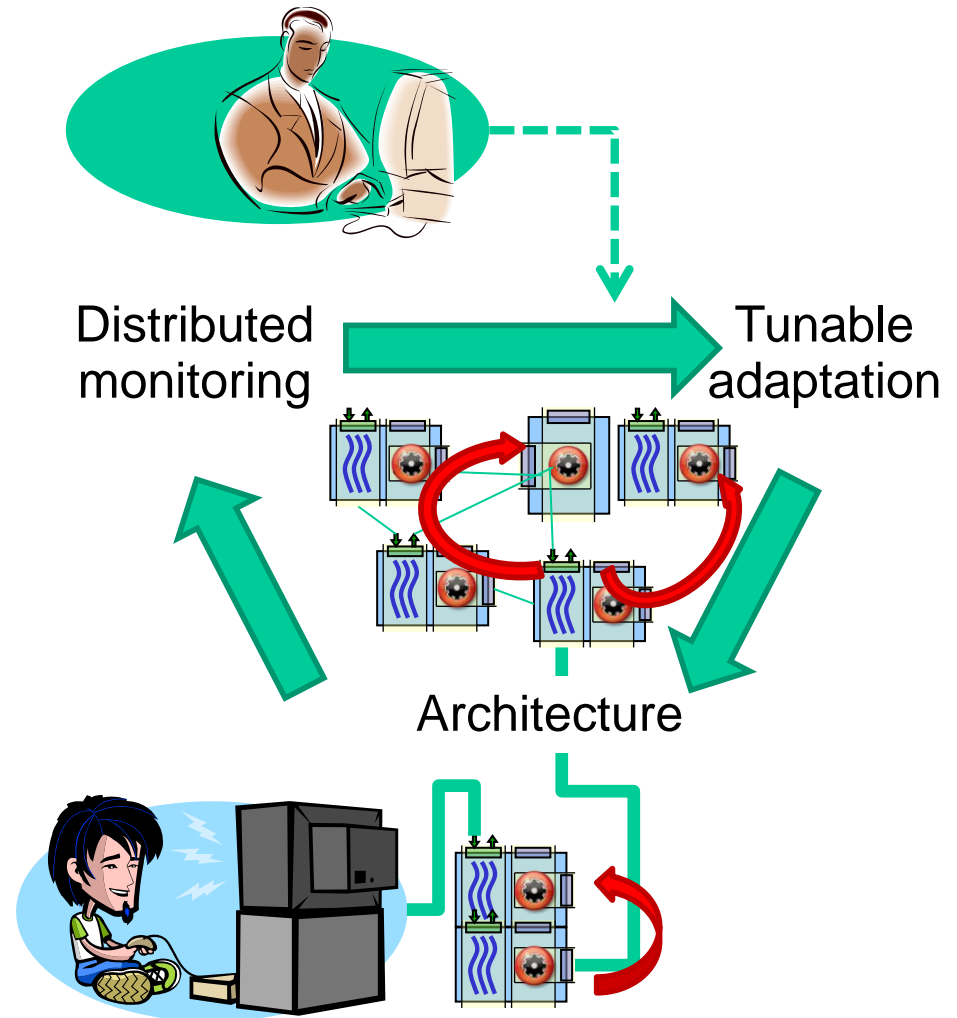 Distributed
monitoring
Tunable
adaptation
Architecture